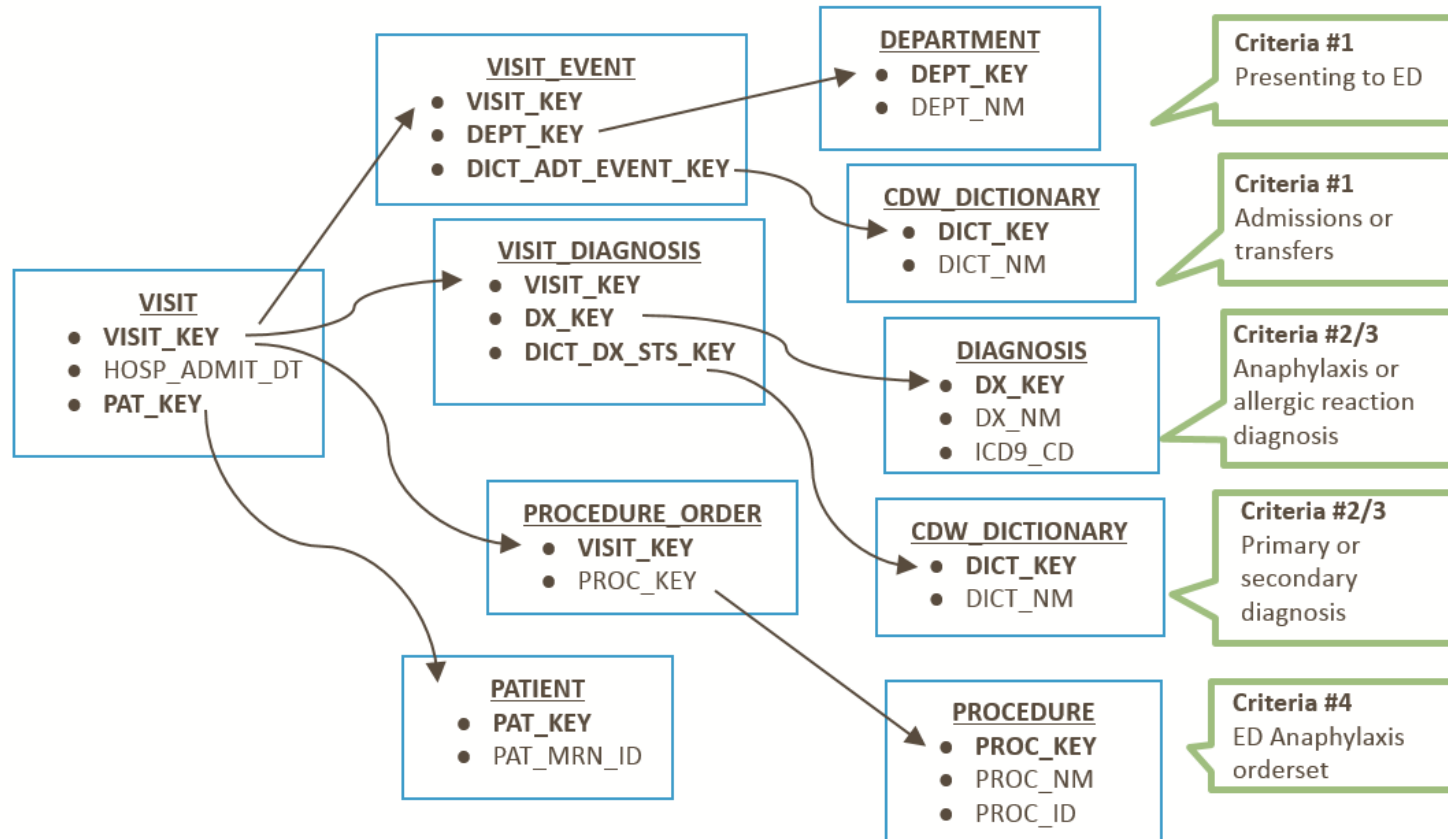 VISIT
VISIT_KEY
HOSP_ADMIT_DT
PAT_KEY
VISIT_EVENT
VISIT_KEY
DEPT_KEY
DICT_ADT_EVENT_KEY
VISIT_DIAGNOSIS
VISIT_KEY
DX_KEY
DICT_DX_STS_KEY
PROCEDURE_ORDER
VISIT_KEY
PROC_KEY
PATIENT
PAT_KEY
PAT_MRN_ID
DEPARTMENT
DEPT_KEY
DEPT_NM
CDW_DICTIONARY
DICT_KEY
DICT_NM
DIAGNOSIS
DX_KEY
DX_NM
ICD9_CD
CDW_DICTIONARY
DICT_KEY
DICT_NM
PROCEDURE
PROC_KEY
PROC_NM
PROC_ID
Criteria #1
Presenting to ED
Criteria #1
Admissions or
transfers
Criteria #2/3
Anaphylaxis or
allergic reaction
diagnosis
Criteria #2/3
Primary or
secondary
diagnosis
Criteria #4
ED Anaphylaxis
orderset